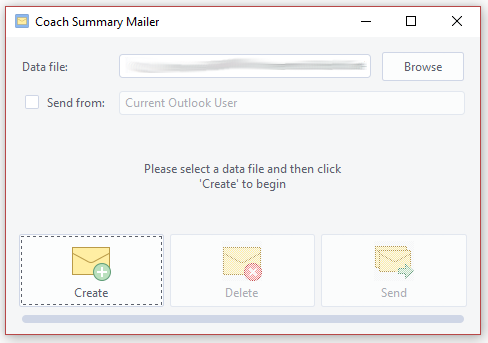 Coach Summary Mailer
Data file:
Browse
Send from:
Current Outlook User
Please select a data file and then click
'Create' to begin
Create
Delete
Send